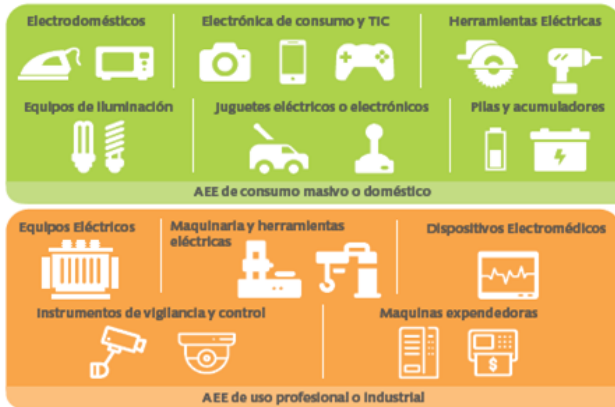 Electrodomésticos
Electrónica de consumo y TIC
Herramientas Eléctricas
Equipos de iluminación
Juguetes eléctricos o electrónicos
Pilas y acumuladores
AEE de consumo masivo o doméstico
Equipos Eléctricos
Maquinaria y herramientas
eléctricas
Dispositivos Electromédicos
Instrumentos de vigilancia y control
Maquinas expendedoras
$
AEE de uso profesional o industrial